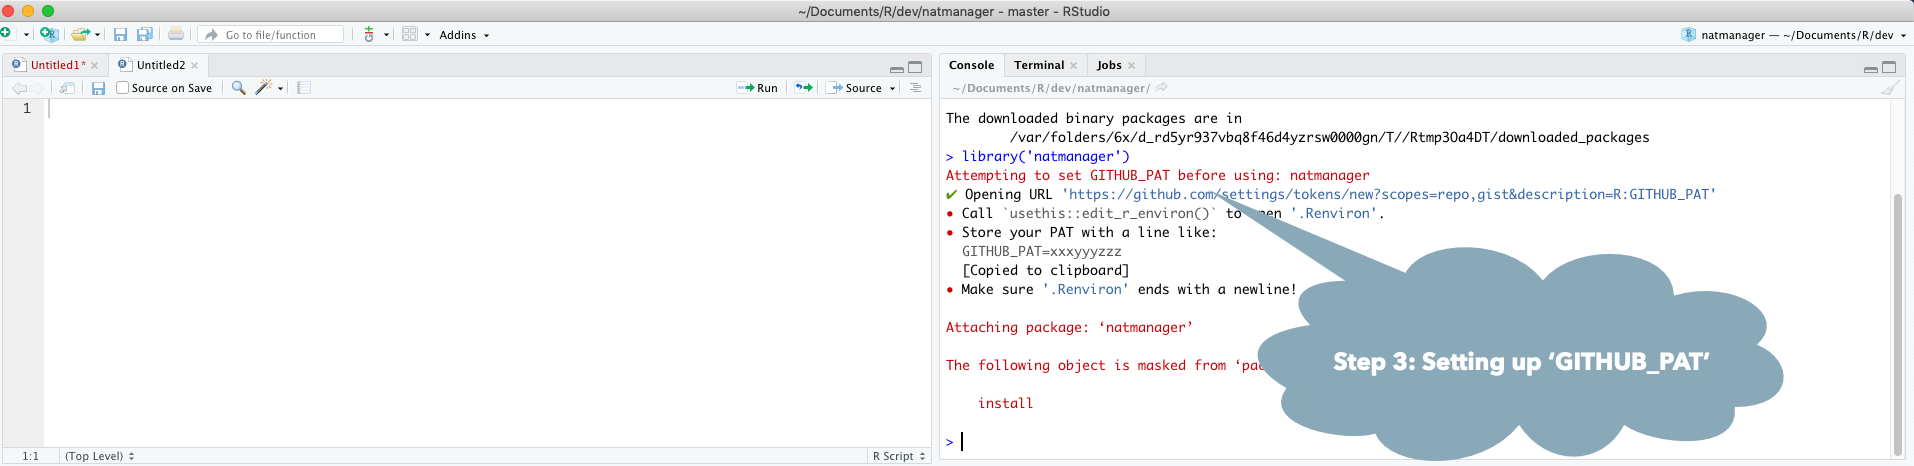 ~/Documents/R/dev/natmanager - master - RStudio
Go to file/function
Addins
natmanager — ~/Documents/R/dev
Untitled1*
Untitled2
Source on Save
Run
Source
1
1:1
(Top Level)
R Script
Console
Terminal
Jobs
~/Documents/R/dev/natmanager/
The downloaded binary packages are in
/var/folders/6x/d_rd5yr937vbq8f46d4yzrsw0000gn/T//Rtmp3Oa4DT/downloaded_packages
> library('natmanager')
Attempting to set GITHUB_PAT before using: natmanager
✔ Opening URL 'https://github.com/settings/tokens/new?scopes=repo,gist&description=R:GITHUB_PAT'
• Call `usethis::edit_r_environ()` to open '.Renviron'.
• Store your PAT with a line like:
GITHUB_PAT=xxxyyyzzz
[Copied to clipboard]
• Make sure '.Renviron' ends with a newline!
Attaching package: ‘natmanager’
The following object is masked from ‘pac
install
>
Step 3: Setting up ‘GITHUB_PAT’